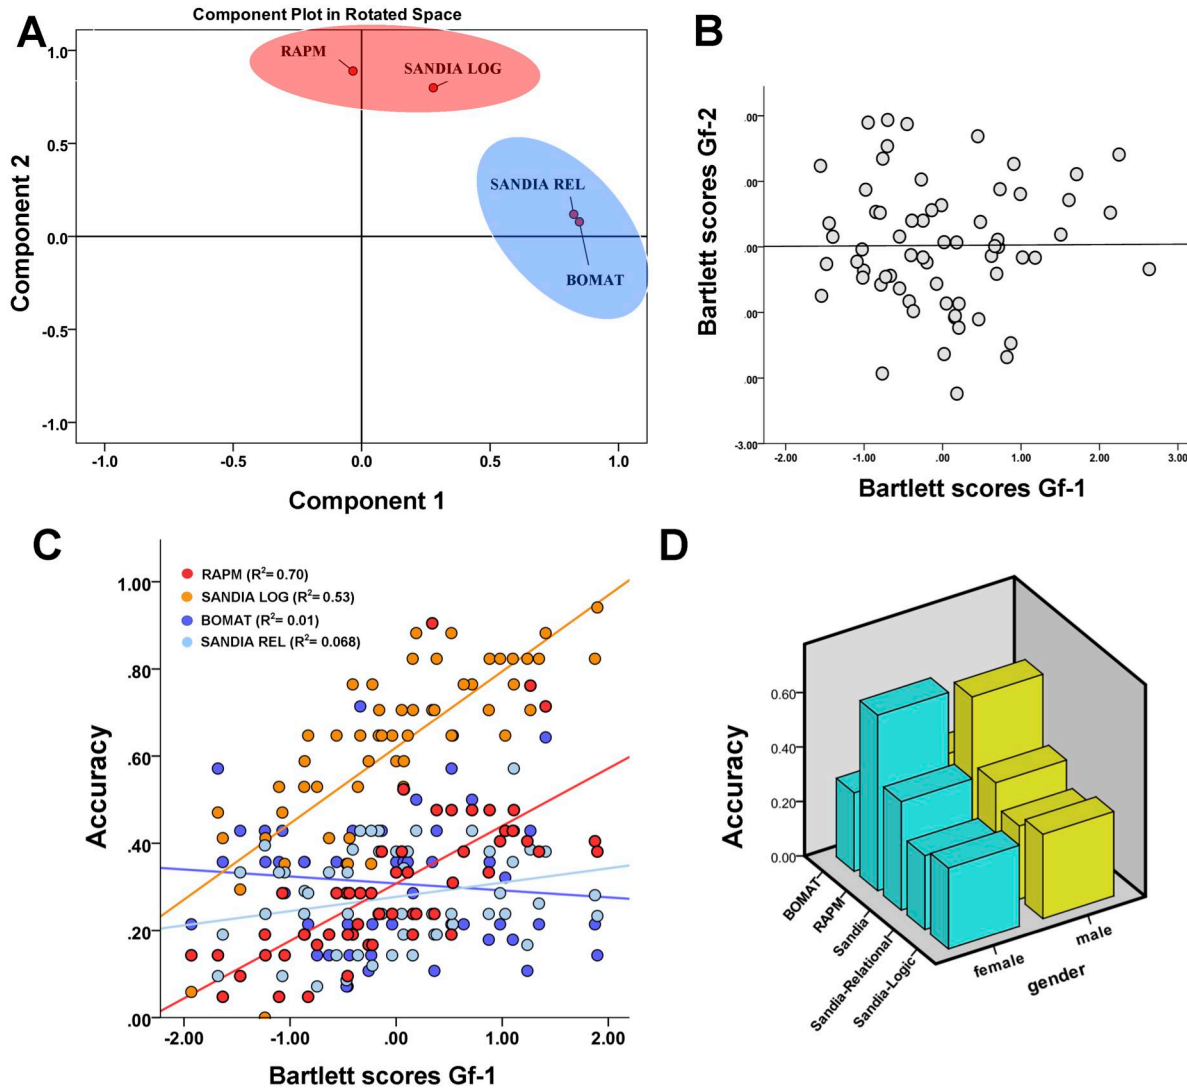 A
Component Plot in Rotated Space
RAPM
SANDIA LOG
SANDIA REL
BOMAT
1.0
0.5
0.0
-0.5
-1.0
Component 2
-1.0 -0.5 0.0 0.5 1.0
Component 1
B
.00
.00
.00
.00
.00
-3.00
Bartlett scores Gf-2
-2.00 -1.00 .00 1.00 2.00 3.00
Bartlett scores Gf-1
C
RAPM (R²= 0.70)
SANDIA LOG (R²= 0.53)
BOMAT (R²= 0.01)
SANDIA REL (R²= 0.068)
1.00
.80
.60
.40
.20
.00
Accuracy
-2.00 -1.00 .00 1.00 2.00
Bartlett scores Gf-1
D
0.60
0.40
0.20
0.00
Accuracy
BOMAT
RAPM
Sandia
Sandia-Relational
Sandia-Logic
female
male
gender